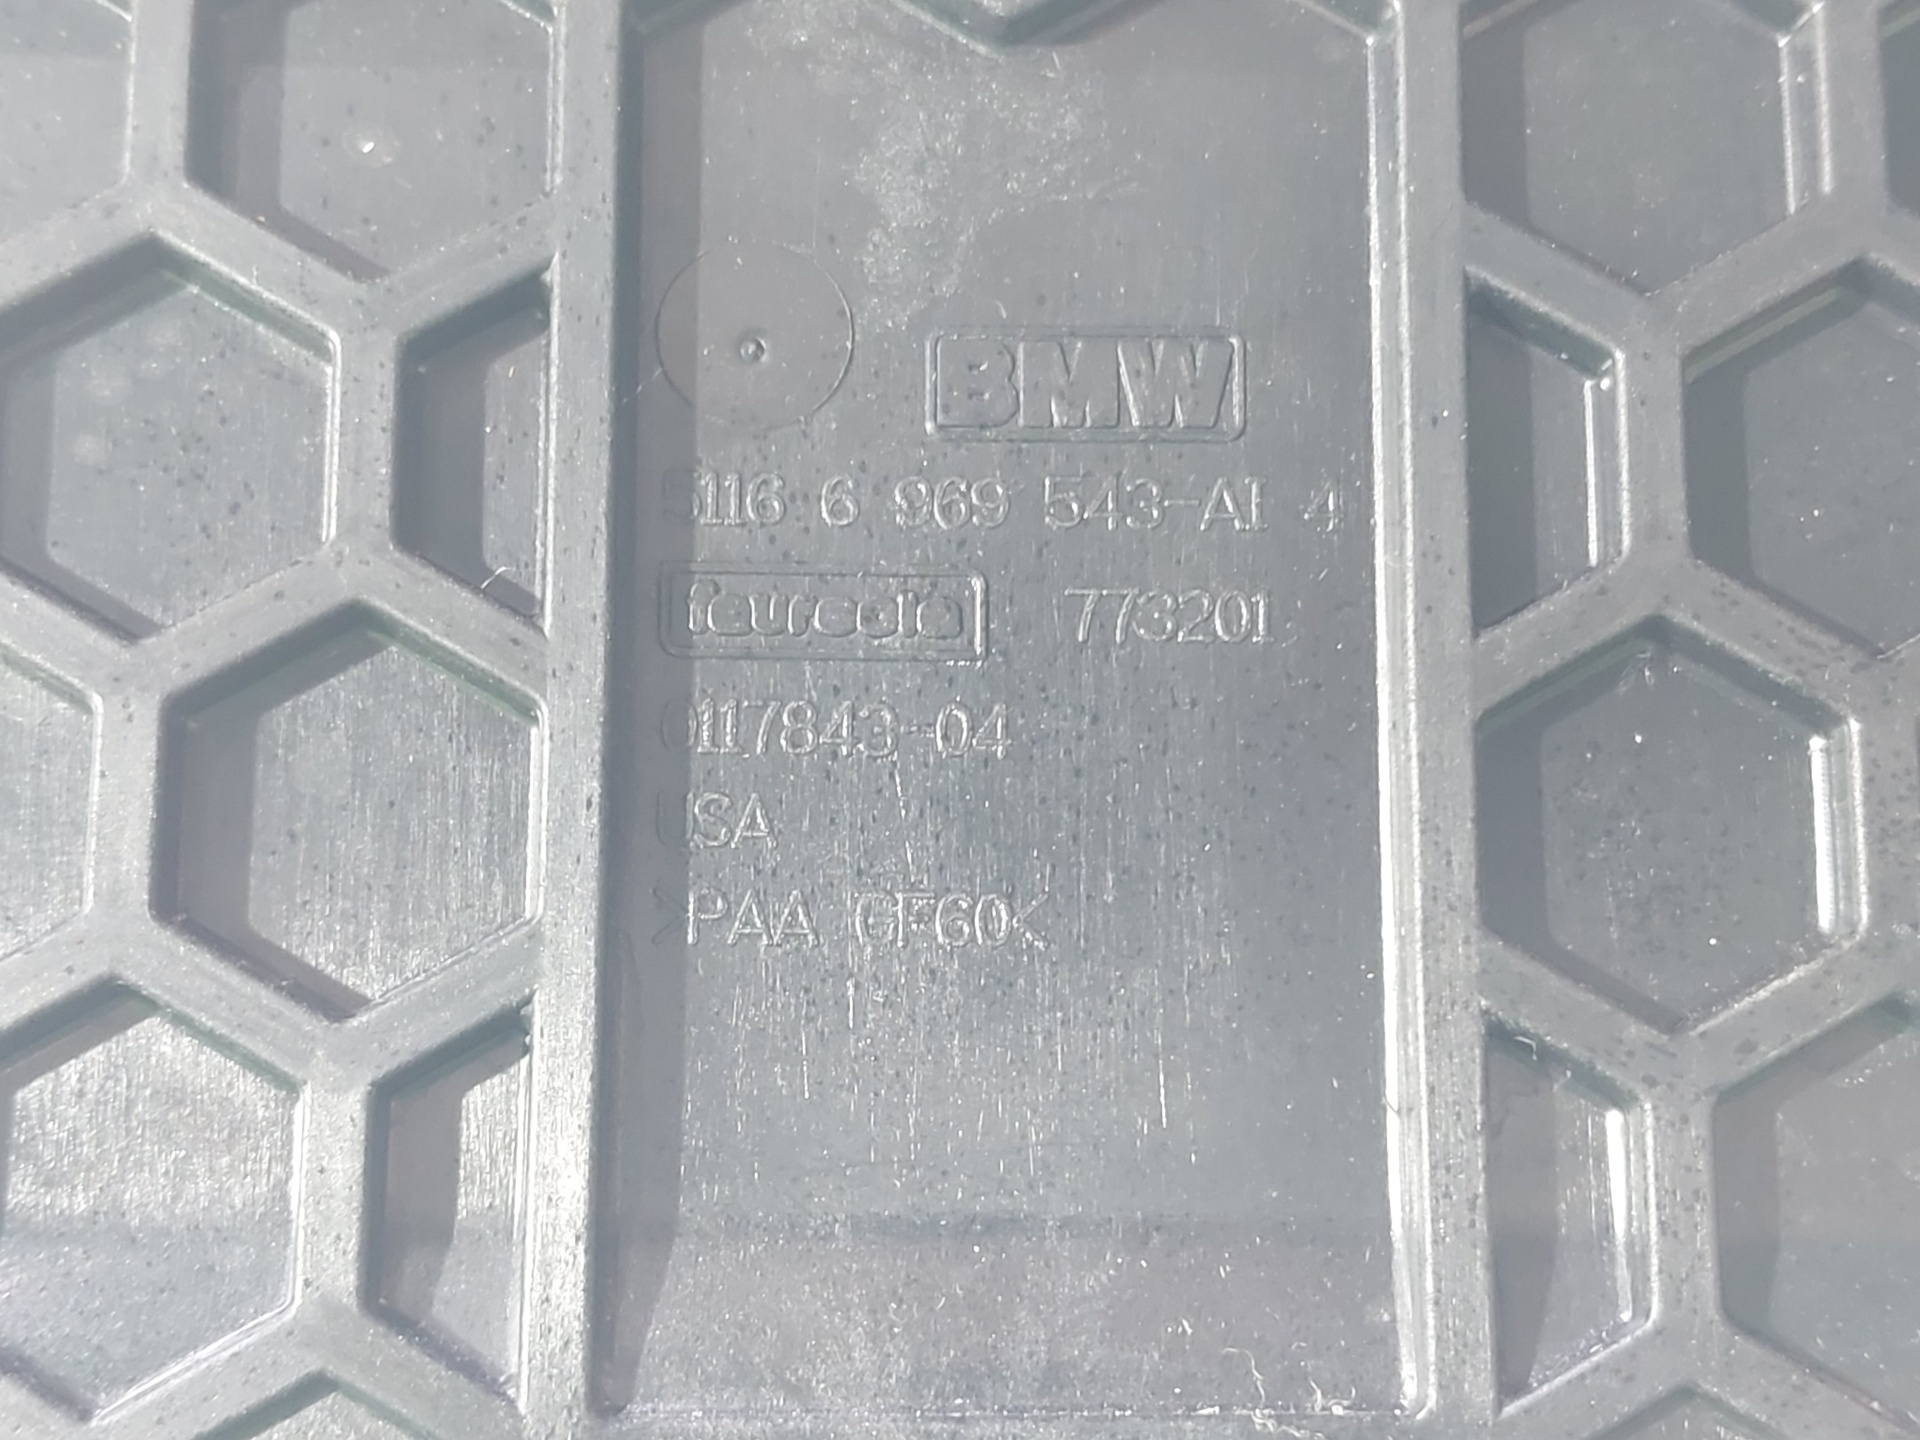 BMW
5116 6 969 543-AI 4
faurecia 773201
0117843-04
USA
>PAA GF60<